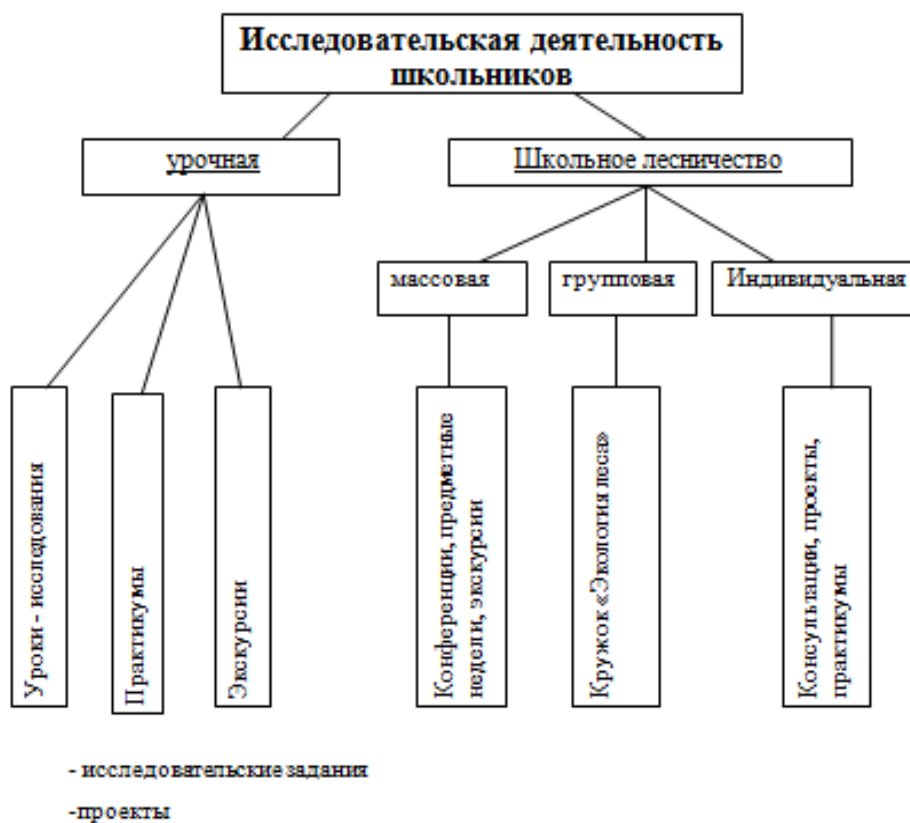 Исследовательская деятельность
школьников
урочная
Школьное лесничество
массовая
групповая
Индивидуальная
Уроки - исследования
Практикумы
Экскурсии
Конференции, предметные
недели, экскурсии
Кружок «Экология леса»
Консультации, проекты,
практикумы
- исследовательские задания
-проекты